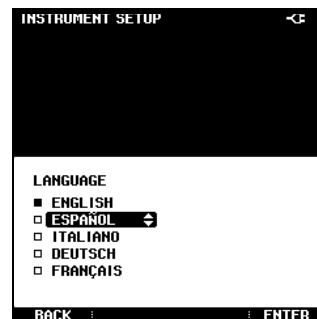 INSTRUMENT SETUP
LANGUAGE
ENGLISH
ESPAÑOL
ITALIANO
DEUTSCH
FRANÇAIS
BACK ENTER